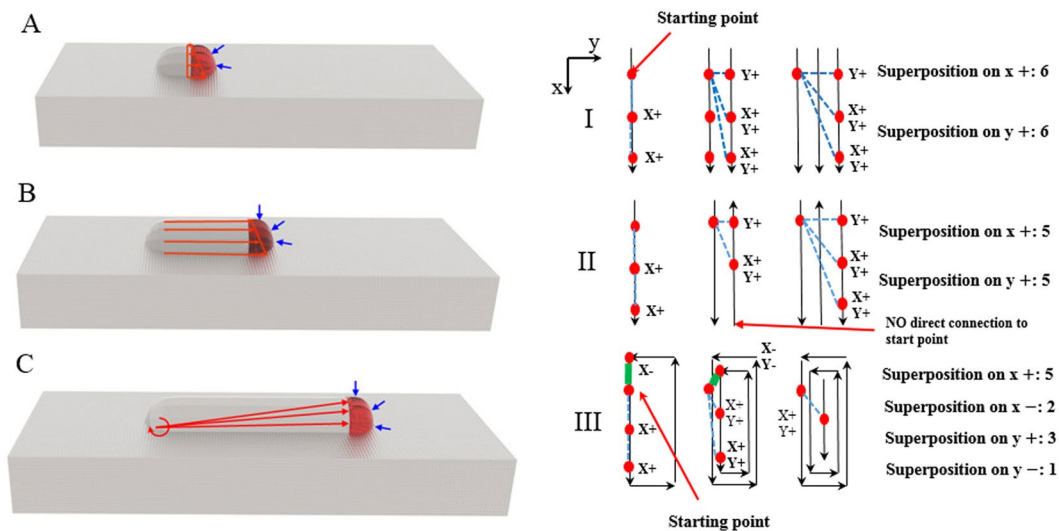 A
B
C
Starting point
y
x
I
X+
X+
Y+
X+
Y+
X+
Y+
Y+
X+
Y+
X+
Y+
Superposition on x +: 6
Superposition on y +: 6
II
X+
X+
Y+
X+
Y+
Y+
X+
Y+
X+
Y+
Superposition on x +: 5
Superposition on y +: 5
NO direct connection to
start point
III
X-
X+
X+
X-
Y-
X+
Y+
X+
Y+
X+
Y+
Superposition on x +: 5
Superposition on x −: 2
Superposition on y +: 3
Superposition on y −: 1
Starting point